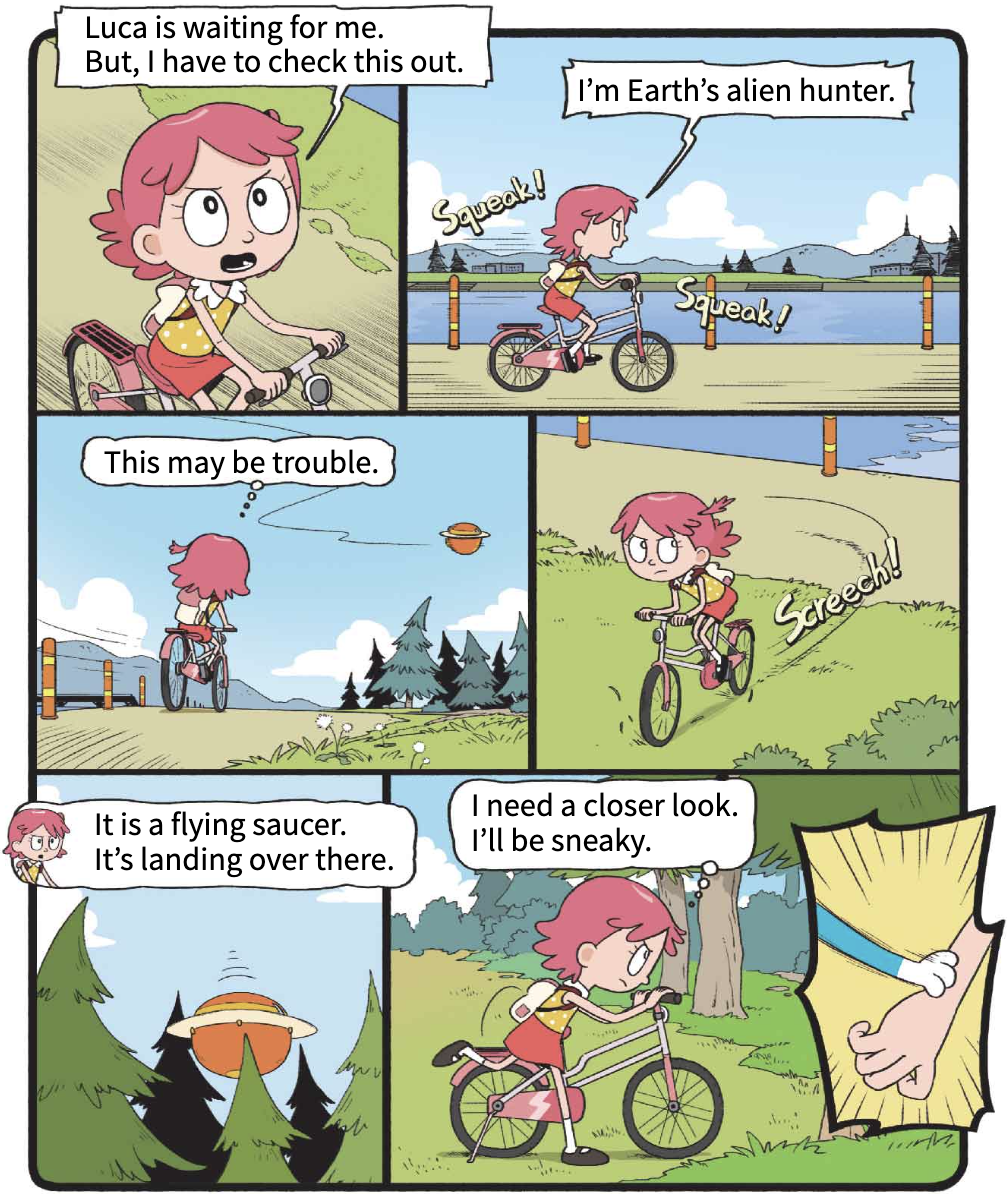 Luca is waiting for me.
But, I have to check this out.
I'm Earth's alien hunter.
Squeak!
Squeak!
This may be trouble.
Screech!
It is a flying saucer.
It's landing over there.
I need a closer look.
I'll be sneaky.